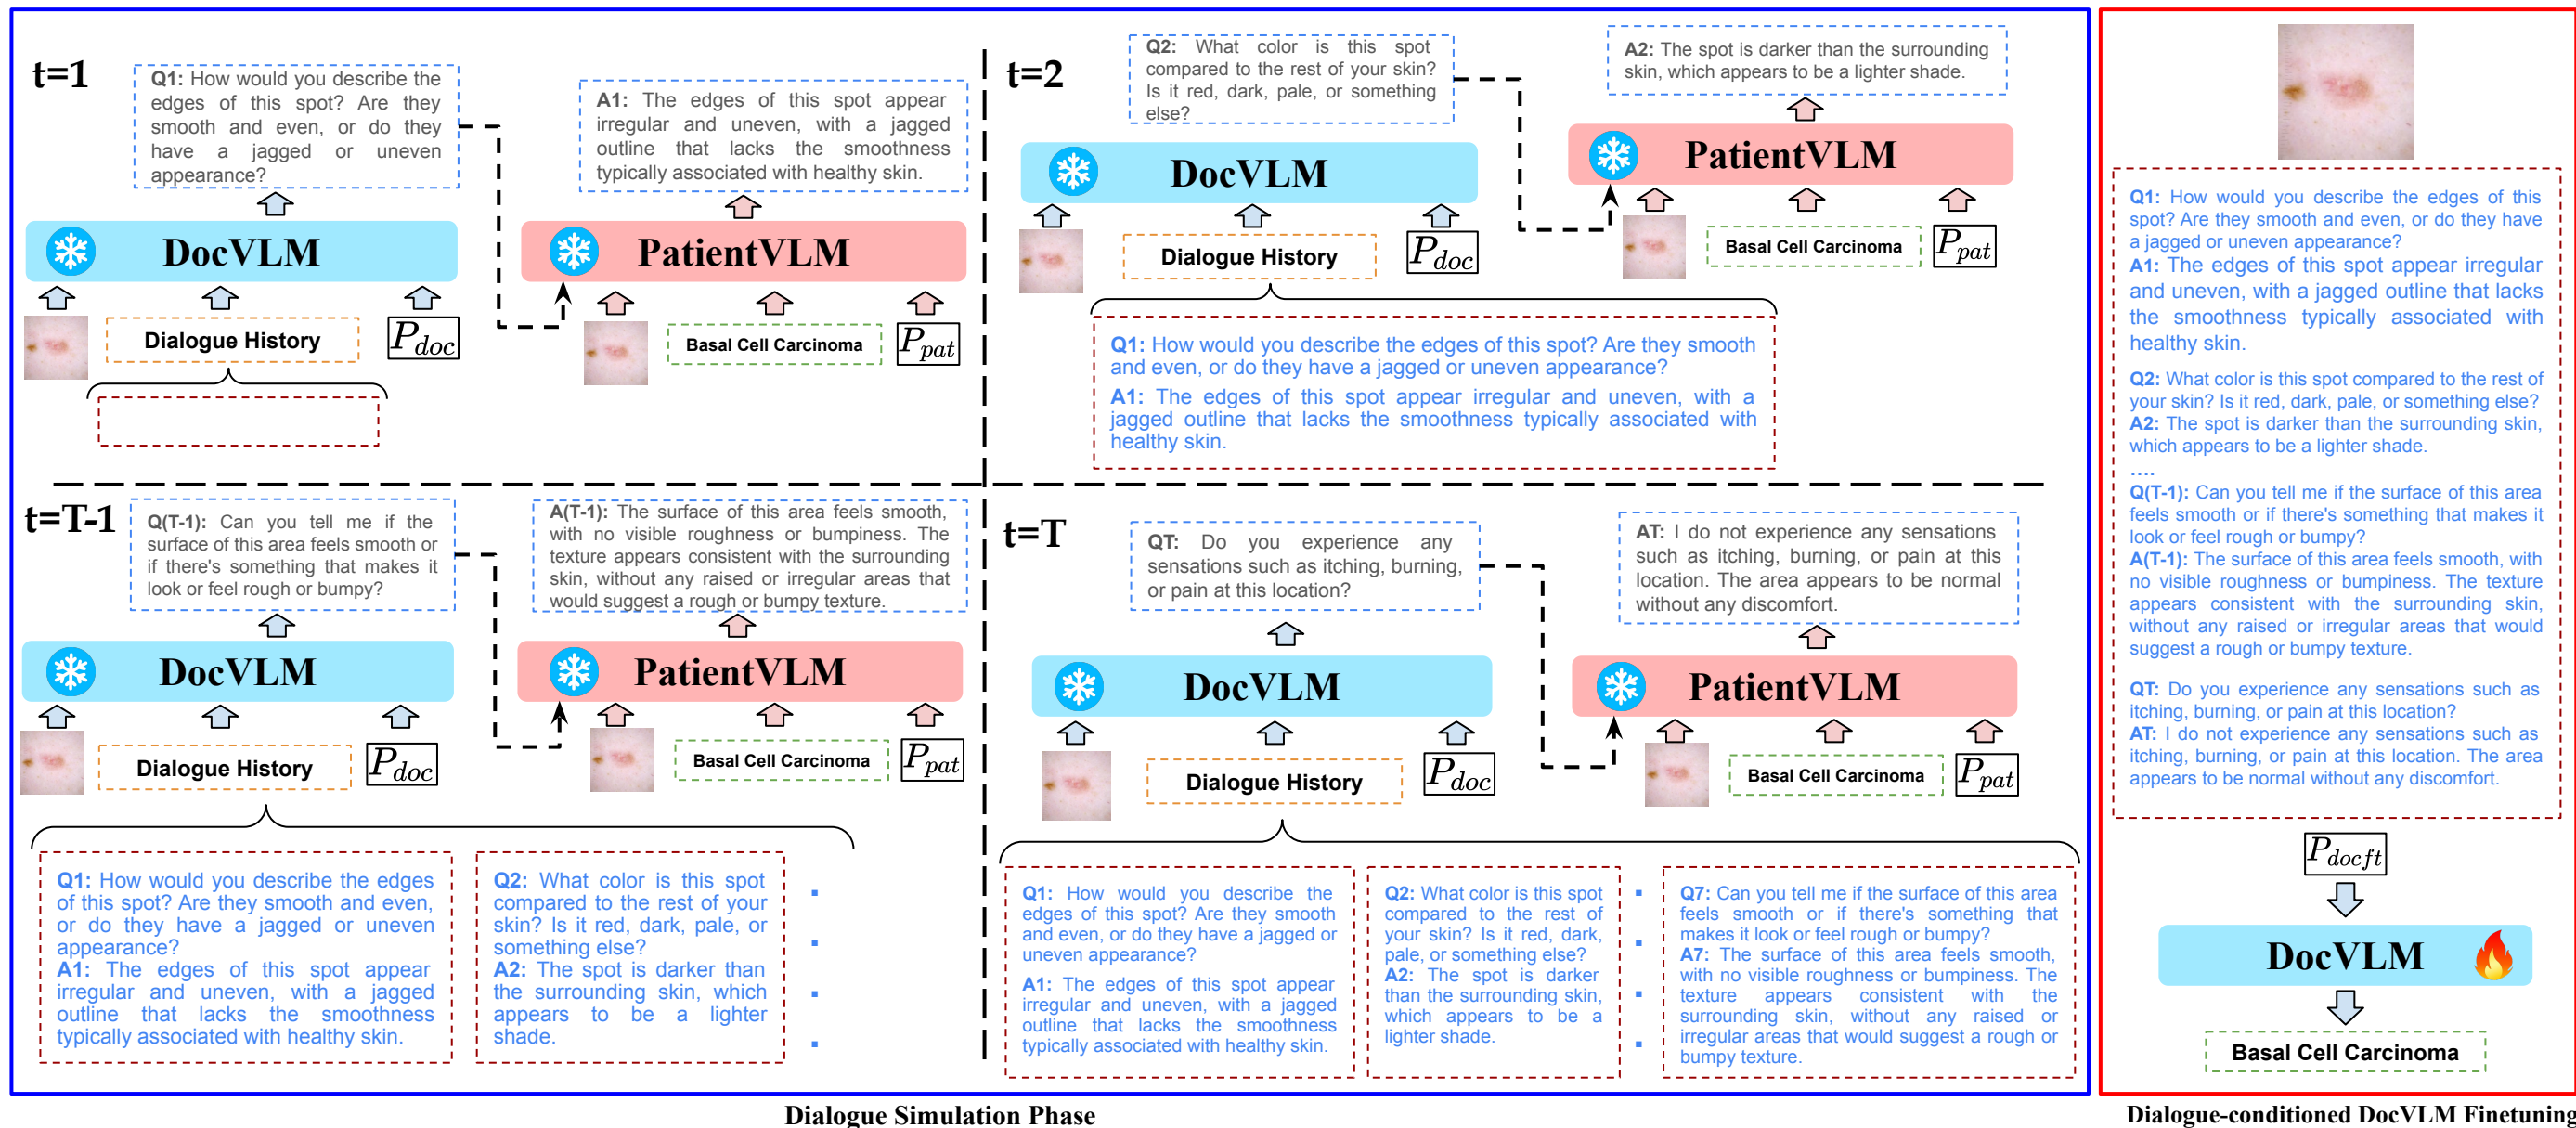 t=1
Q1: How would you describe the
edges of this spot? Are they
smooth and even, or do they
have a jagged or uneven
appearance?
A1: The edges of this spot appear
irregular and uneven, with a jagged
outline that lacks the smoothness
typically associated with healthy skin.
DocVLM
PatientVLM
Dialogue History
P_doc
Basal Cell Carcinoma
P_pat
t=2
Q2: What color is this spot
compared to the rest of your skin?
Is it red, dark, pale, or something
else?
A2: The spot is darker than the surrounding
skin, which appears to be a lighter shade.
DocVLM
PatientVLM
Dialogue History
P_doc
Basal Cell Carcinoma
P_pat
Q1: How would you describe the edges of this spot? Are they smooth
and even, or do they have a jagged or uneven appearance?
A1: The edges of this spot appear irregular and uneven, with a
jagged outline that lacks the smoothness typically associated with
healthy skin.
t=T-1
Q(T-1): Can you tell me if the
surface of this area feels smooth or
if there's something that makes it
look or feel rough or bumpy?
A(T-1): The surface of this area feels smooth,
with no visible roughness or bumpiness. The
texture appears consistent with the surrounding
skin, without any raised or irregular areas that
would suggest a rough or bumpy texture.
DocVLM
PatientVLM
Dialogue History
P_doc
Basal Cell Carcinoma
P_pat
Q1: How would you describe the edges
of this spot? Are they smooth and even,
or do they have a jagged or uneven
appearance?
A1: The edges of this spot appear
irregular and uneven, with a jagged
outline that lacks the smoothness
typically associated with healthy skin.
Q2: What color is this spot
compared to the rest of your
skin? Is it red, dark, pale, or
something else?
A2: The spot is darker than
the surrounding skin, which
appears to be a lighter
shade.
t=T
QT: Do you experience any
sensations such as itching, burning,
or pain at this location?
AT: I do not experience any sensations
such as itching, burning, or pain at this
location. The area appears to be normal
without any discomfort.
DocVLM
PatientVLM
Dialogue History
P_doc
Basal Cell Carcinoma
P_pat
Q1: How would you describe the
edges of this spot? Are they smooth
and even, or do they have a jagged or
uneven appearance?
A1: The edges of this spot appear
irregular and uneven, with a jagged
outline that lacks the smoothness
typically associated with healthy skin.
Q2: What color is this spot
compared to the rest of
your skin? Is it red, dark,
pale, or something else?
A2: The spot is darker
than the surrounding skin,
which appears to be a
lighter shade.
Q7: Can you tell me if the surface of this area
feels smooth or if there's something that
makes it look or feel rough or bumpy?
A7: The surface of this area feels smooth,
with no visible roughness or bumpiness. The
texture appears consistent with the
surrounding skin, without any raised or
irregular areas that would suggest a rough or
bumpy texture.
Dialogue Simulation Phase
Q1: How would you describe the edges of this
spot? Are they smooth and even, or do they have
a jagged or uneven appearance?
A1: The edges of this spot appear irregular
and uneven, with a jagged outline that lacks
the smoothness typically associated with
healthy skin.
Q2: What color is this spot compared to the rest of
your skin? Is it red, dark, pale, or something else?
A2: The spot is darker than the surrounding skin,
which appears to be a lighter shade.
....
Q(T-1): Can you tell me if the surface of this area
feels smooth or if there's something that makes it
look or feel rough or bumpy?
A(T-1): The surface of this area feels smooth, with
no visible roughness or bumpiness. The texture
appears consistent with the surrounding skin,
without any raised or irregular areas that would
suggest a rough or bumpy texture.
QT: Do you experience any sensations such as
itching, burning, or pain at this location?
AT: I do not experience any sensations such as
itching, burning, or pain at this location. The area
appears to be normal without any discomfort.
P_docft
DocVLM
Basal Cell Carcinoma
Dialogue-conditioned DocVLM Finetuning